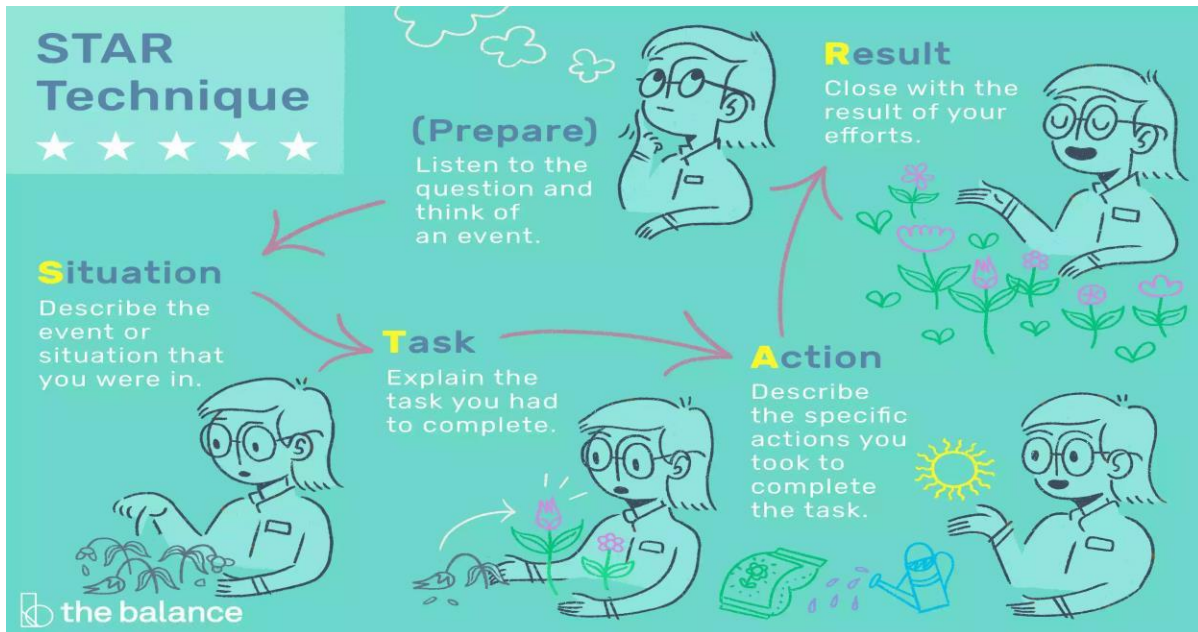 STAR
Technique
(Prepare)
Listen to the
question and
think of
an event.
Situation
Describe the
event or
situation that
you were in.
Task
Explain the
task you had
to complete.
Action
Describe
the specific
actions you
took to
complete
the task.
Result
Close with the
result of your
efforts.
the balance